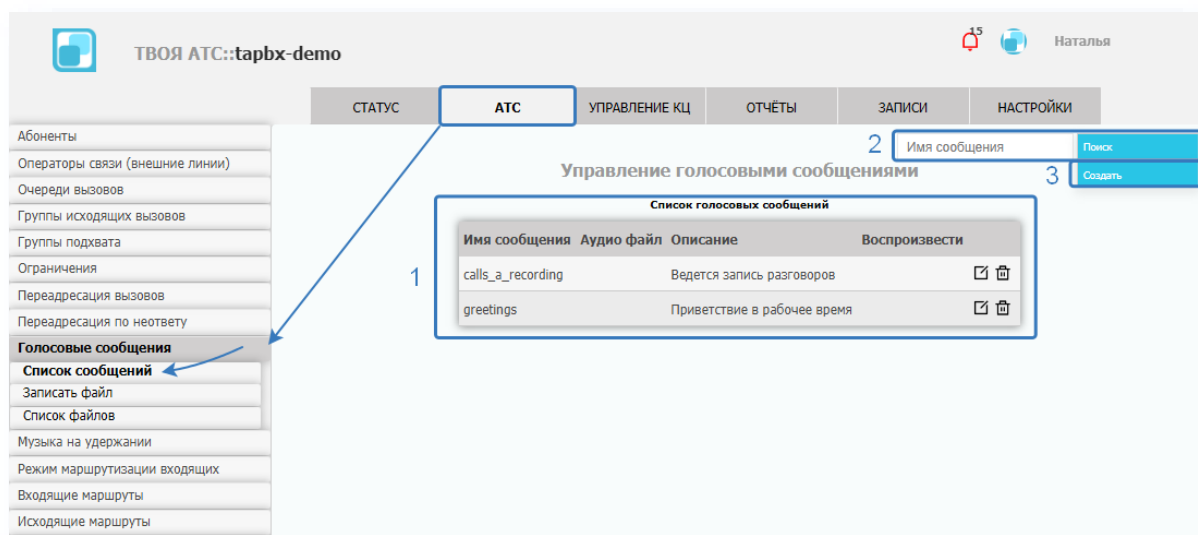 ТВОЯ АТС::tapbx-demo
15
Наталья
СТАТУС
АТС
УПРАВЛЕНИЕ КЦ
ОТЧЁТЫ
ЗАПИСИ
НАСТРОЙКИ
Абоненты
Операторы связи (внешние линии)
Очереди вызовов
Группы исходящих вызовов
Группы подхвата
Ограничения
Переадресация вызовов
Переадресация по неответу
Голосовые сообщения
Список сообщений
Записать файл
Список файлов
Музыка на удержании
Режим маршрутизации входящих
Входящие маршруты
Исходящие маршруты
2
Имя сообщения
Поиск
3
Создать
Управление голосовыми сообщениями
1
Список голосовых сообщений
Имя сообщения Аудио файл Описание Воспроизвести
calls_a_recording Ведется запись разговоров
greetings Приветствие в рабочее время